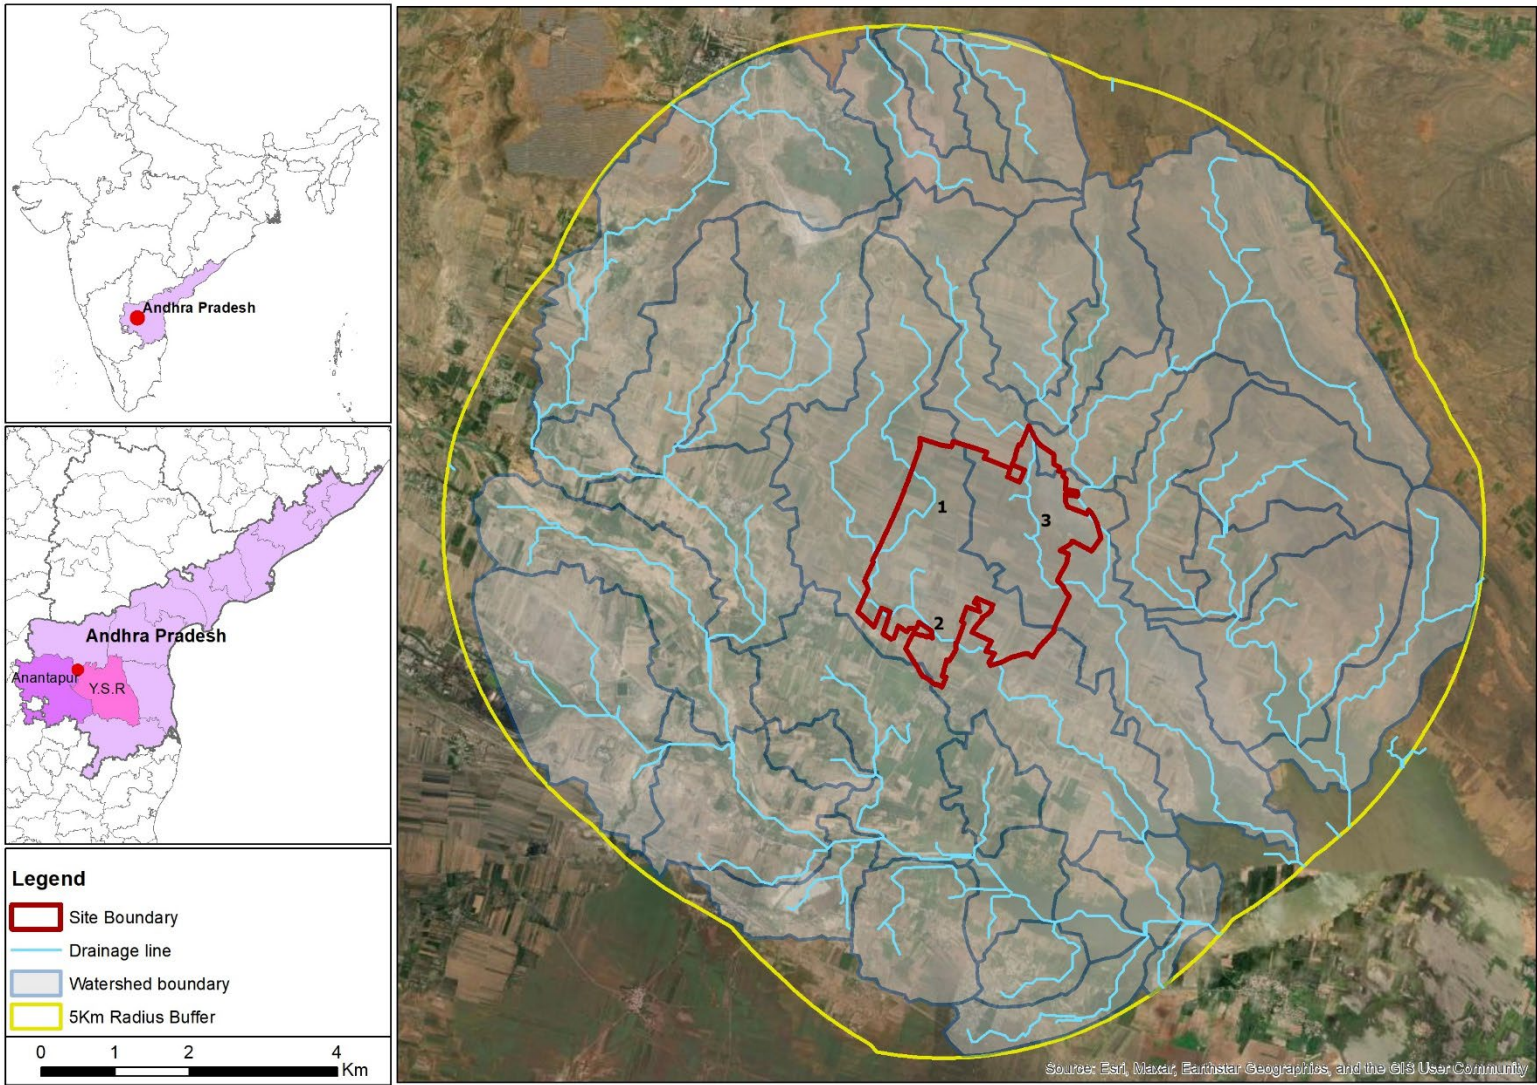 Andhra Pradesh
Andhra Pradesh
Anantapur
Y.S.R
Legend
Site Boundary
Drainage line
Watershed boundary
5Km Radius Buffer
0 1 2 4
Km
1
3
2
Source: Esri, Maxar, Earthstar Geographics, and the GIS User Community